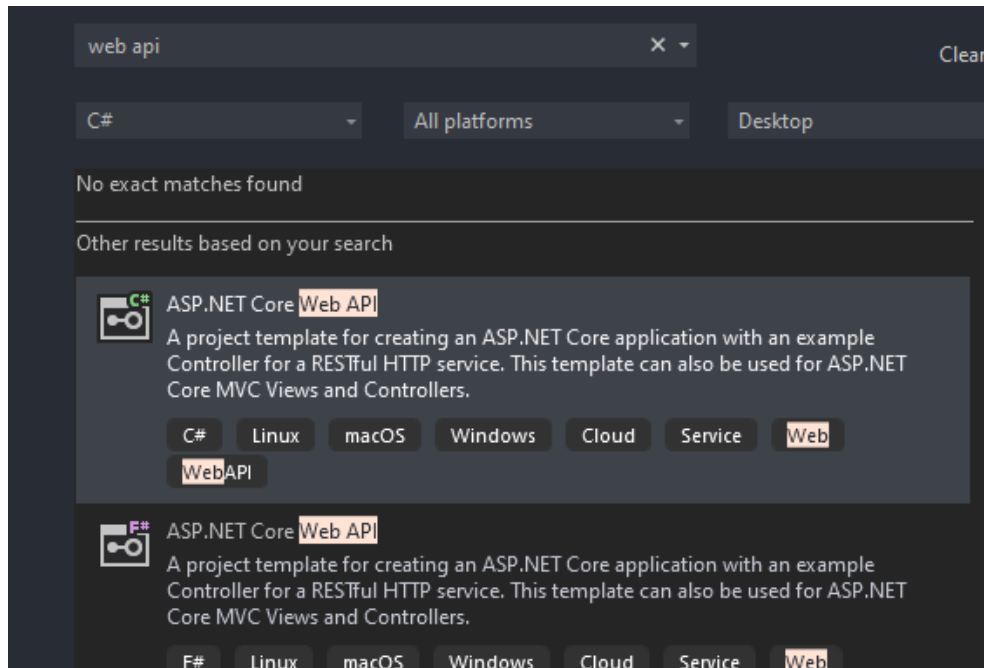 web api
Clear
C#
All platforms
Desktop
No exact matches found
Other results based on your search
C#
ASP.NET Core Web API
A project template for creating an ASP.NET Core application with an example
Controller for a RESTful HTTP service. This template can also be used for ASP.NET
Core MVC Views and Controllers.
C# Linux macOS Windows Cloud Service Web
WebAPI
F#
ASP.NET Core Web API
A project template for creating an ASP.NET Core application with an example
Controller for a RESTful HTTP service. This template can also be used for ASP.NET
Core MVC Views and Controllers.
F# Linux macOS Windows Cloud Service Web